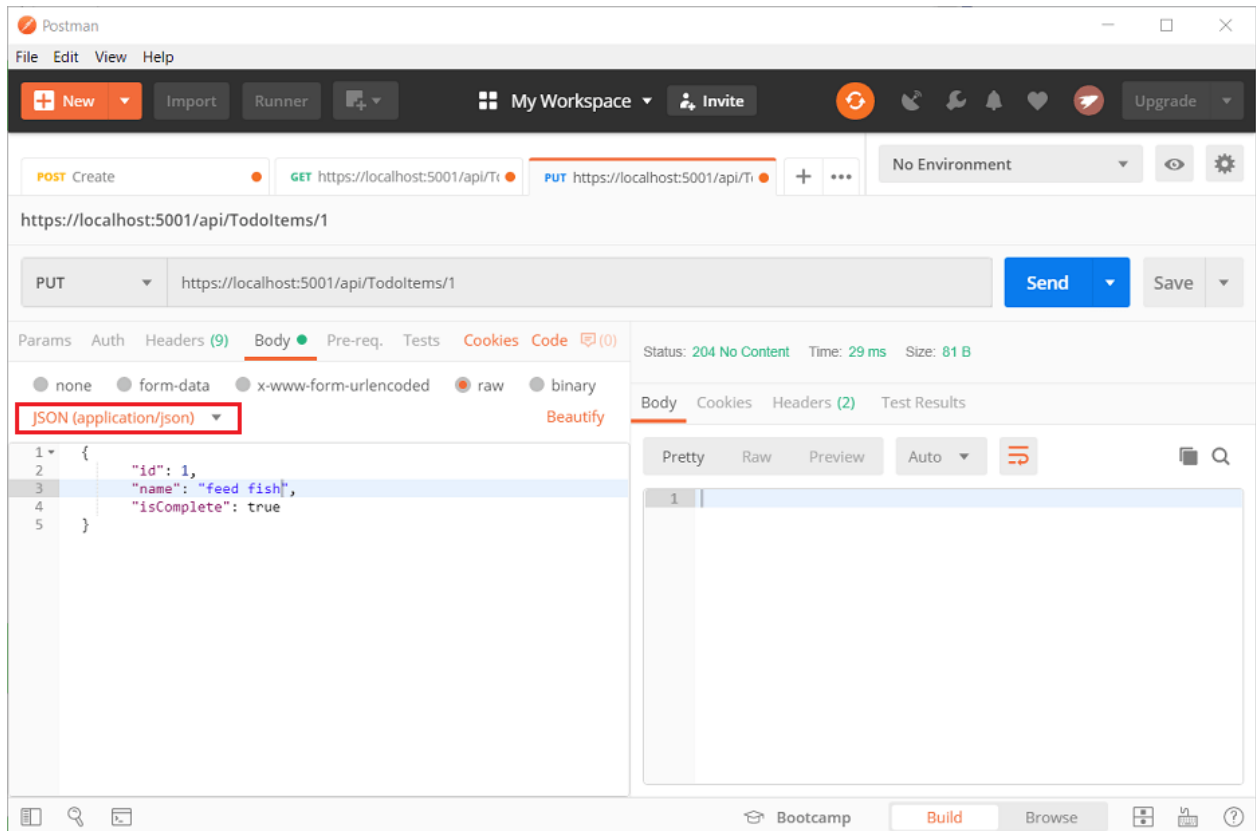 Postman
File Edit View Help
New Import Runner My Workspace Invite Upgrade
POST Create GET https://localhost:5001/api/Tc PUT https://localhost:5001/api/Ti No Environment
https://localhost:5001/api/TodoItems/1
PUT https://localhost:5001/api/TodoItems/1 Send Save
Params Auth Headers (9) Body Pre-req. Tests Cookies Code (0)
Status: 204 No Content Time: 29 ms Size: 81 B
none form-data x-www-form-urlencoded raw binary
Body Cookies Headers (2) Test Results
JSON (application/json) Beautify
Pretty Raw Preview Auto
1 {
2 "id": 1,
3 "name": "feed fish",
4 "isComplete": true
5 }
1
Bootcamp Build Browse